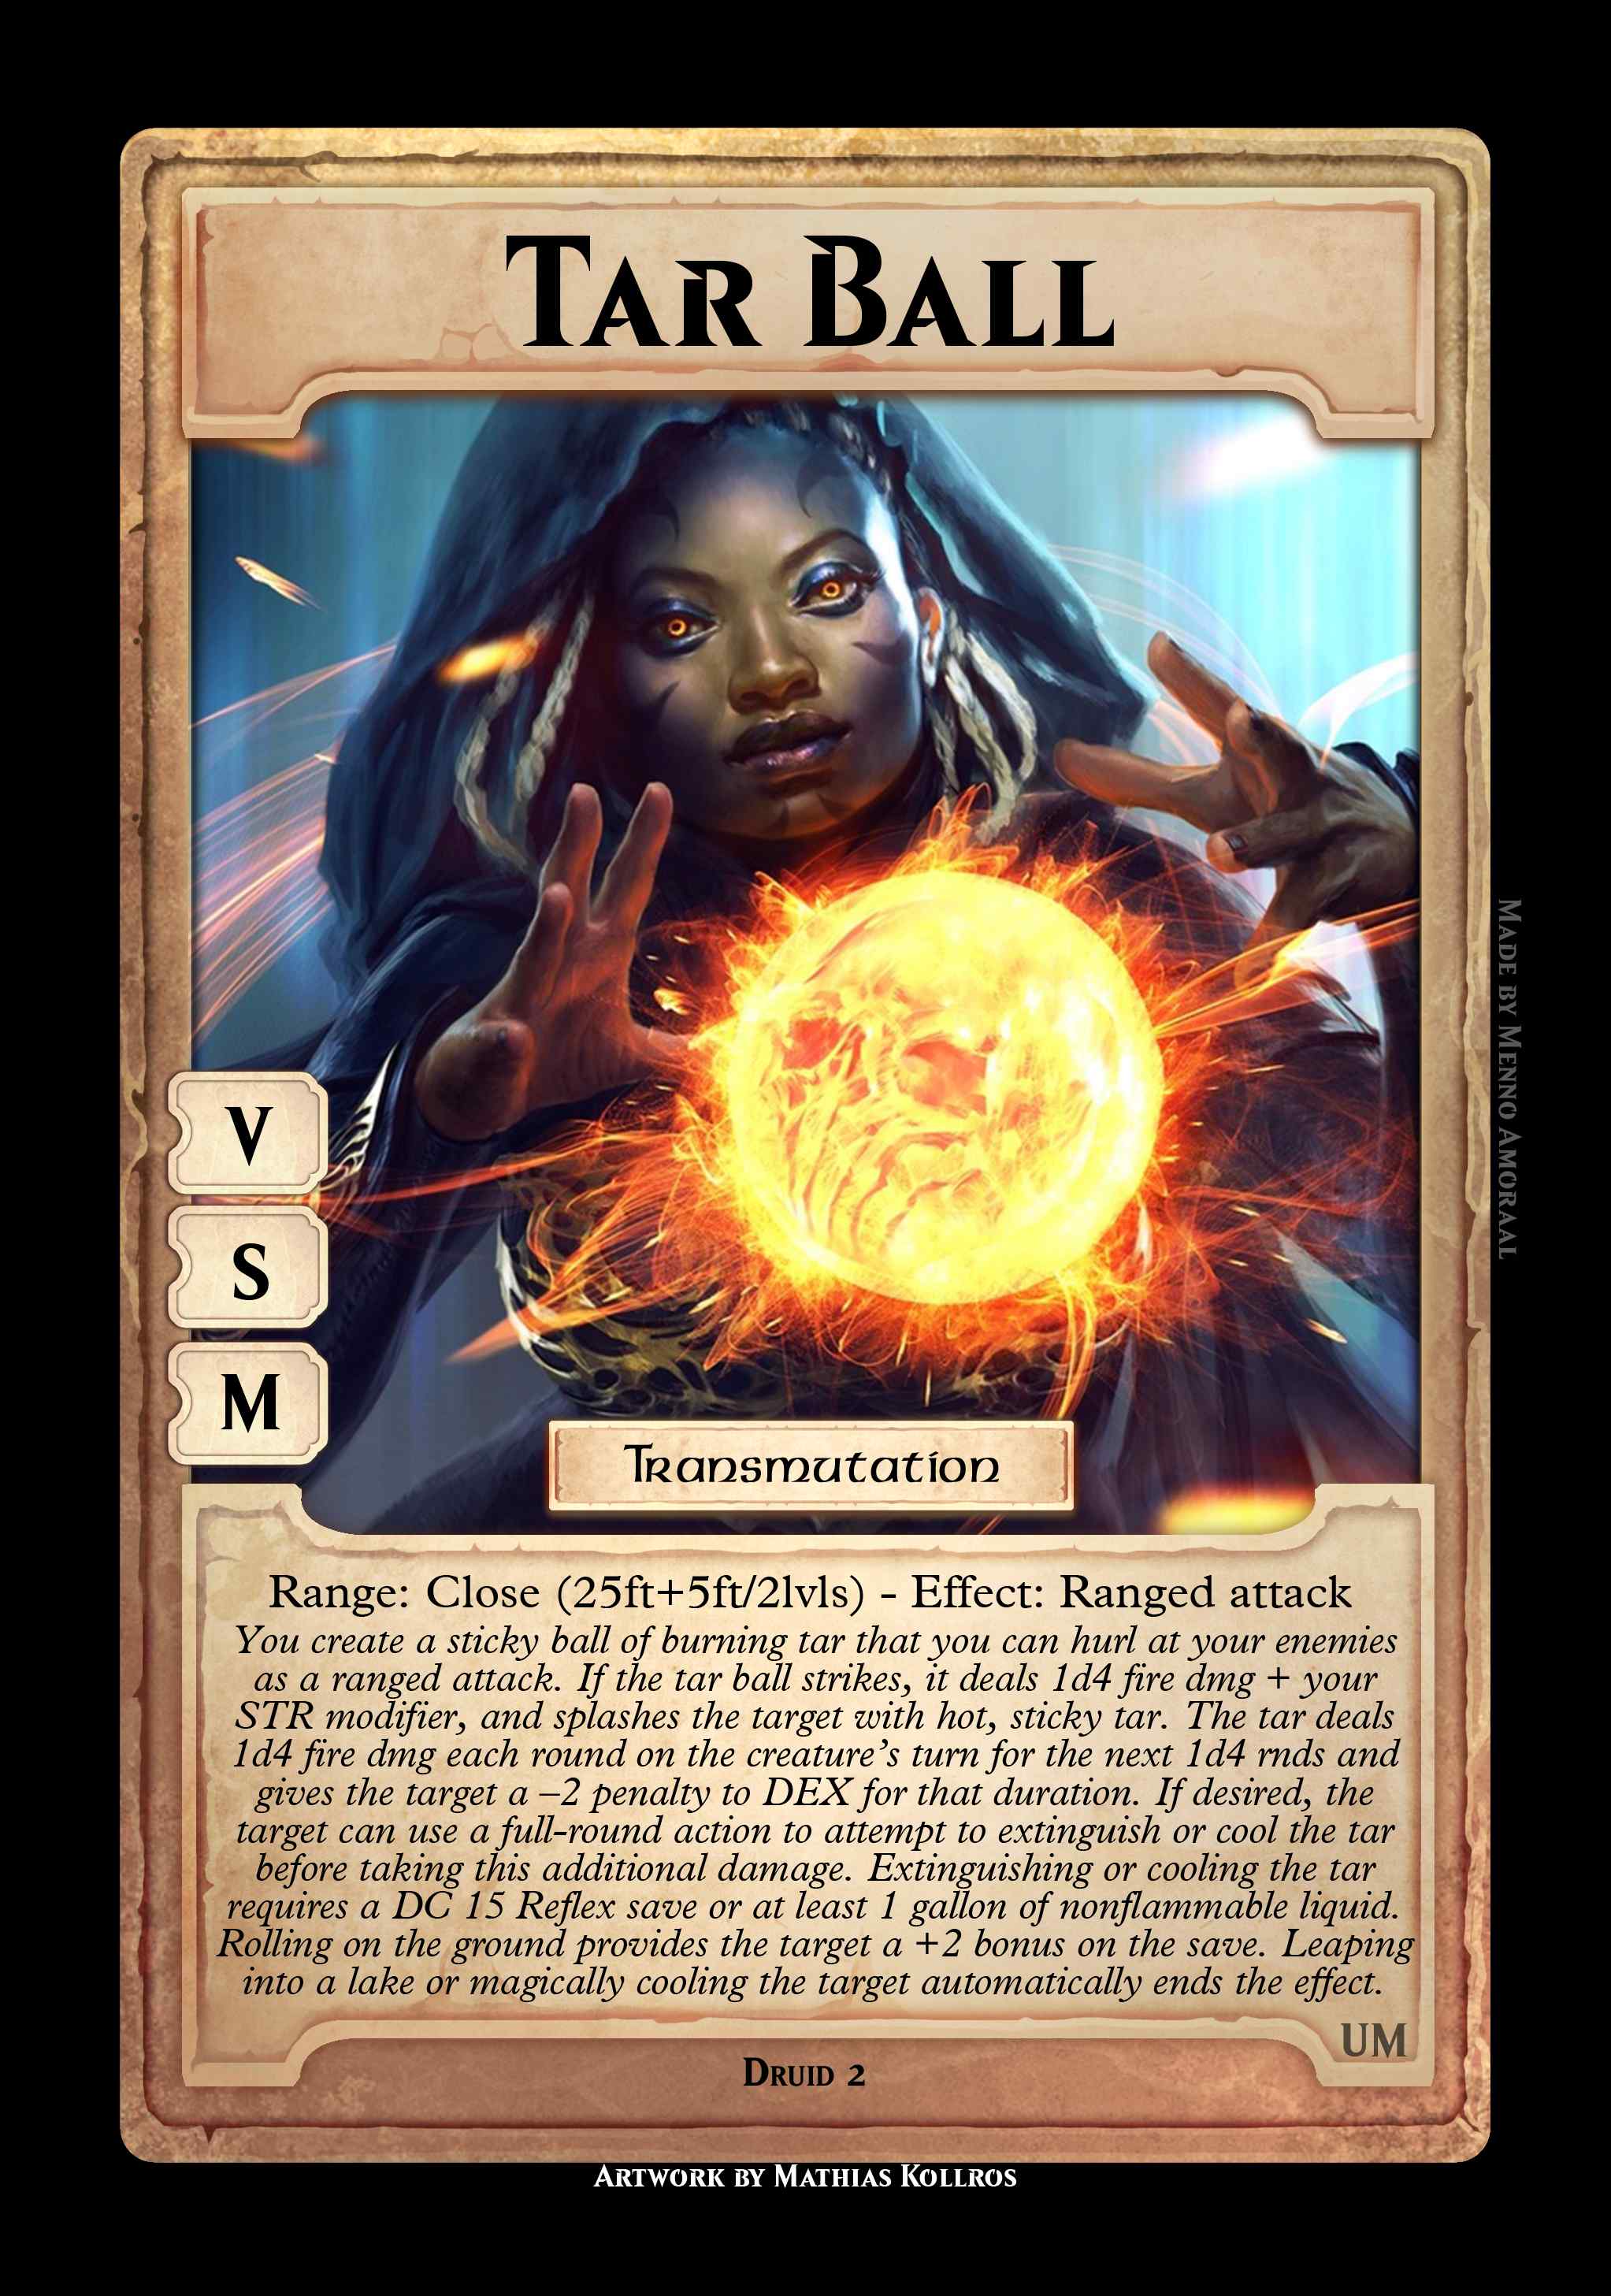 Tar Ball
V
S
M
Transmutation
Range: Close (25ft+5ft/2lvls) - Effect: Ranged attack
You create a sticky ball of burning tar that you can hurl at your enemies
as a ranged attack. If the tar ball strikes, it deals 1d4 fire dmg + your
STR modifier, and splashes the target with hot, sticky tar. The tar deals
1d4 fire dmg each round on the creature's turn for the next 1d4 rnds and
gives the target a –2 penalty to DEX for that duration. If desired, the
target can use a full-round action to attempt to extinguish or cool the tar
before taking this additional damage. Extinguishing or cooling the tar
requires a DC 15 Reflex save or at least 1 gallon of nonflammable liquid.
Rolling on the ground provides the target a +2 bonus on the save. Leaping
into a lake or magically cooling the target automatically ends the effect.
UM
Druid 2
Artwork by Mathias Kollros
Made by Menno Amoraal